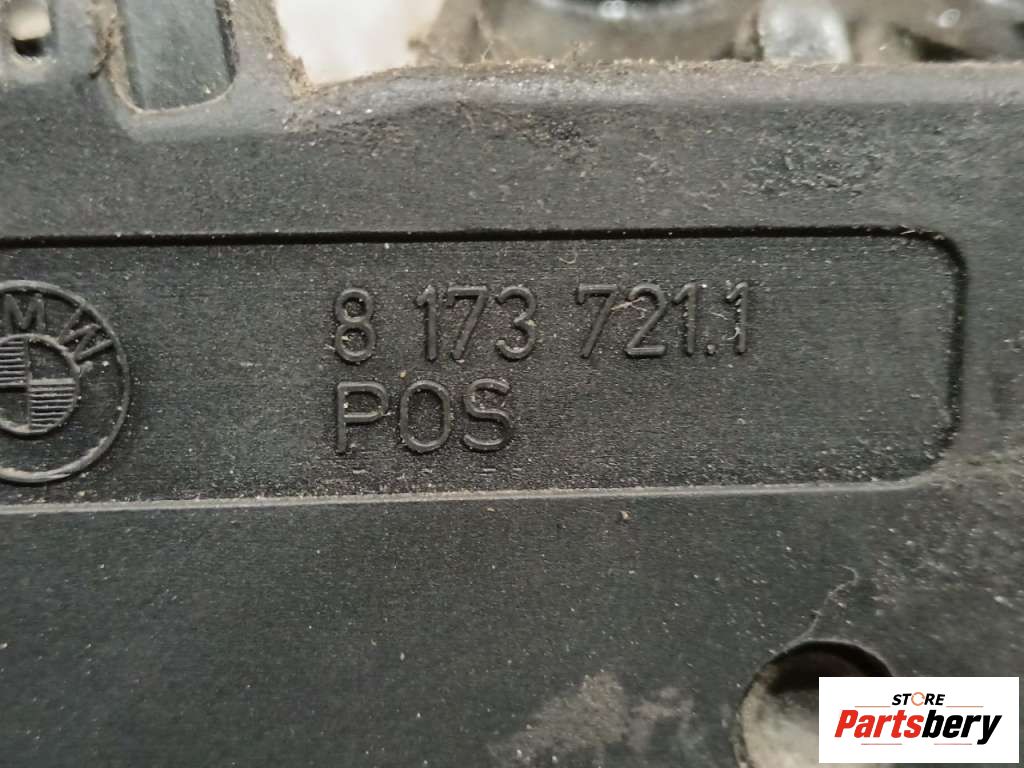 BMW
8 173 721.1
POS
STORE
Partsbery